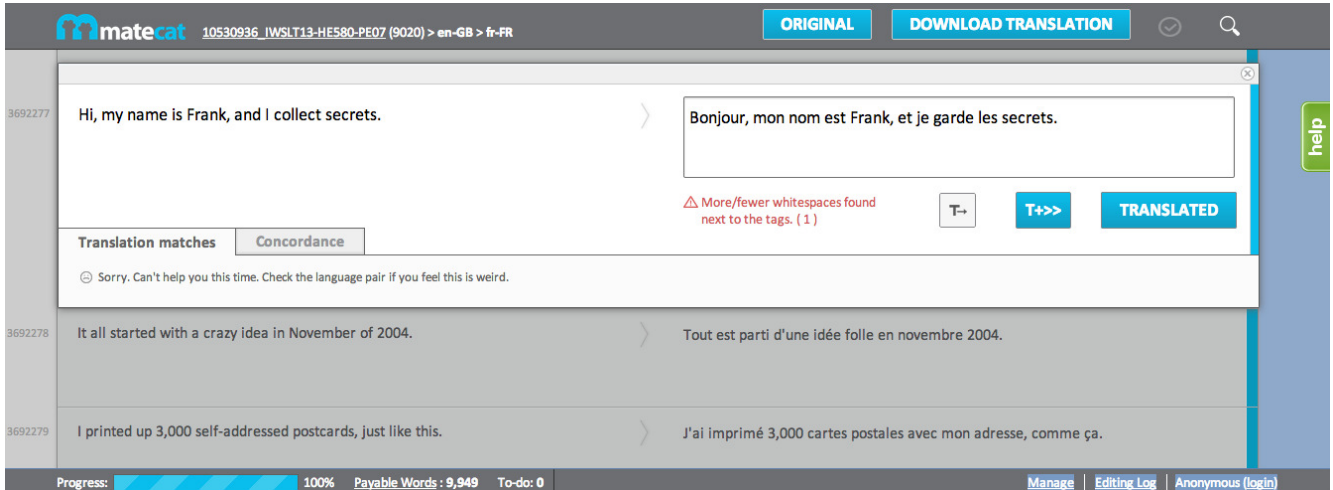 matecat 10530936_IWSLT13-HE580-PE07 (9020) > en-GB > fr-FR ORIGINAL DOWNLOAD TRANSLATION
3692277 Hi, my name is Frank, and I collect secrets. Bonjour, mon nom est Frank, et je garde les secrets.
help
More/fewer whitespaces found
next to the tags. ( 1 )
T→ T+>> TRANSLATED
Translation matches Concordance
Sorry. Can't help you this time. Check the language pair if you feel this is weird.
3692278 It all started with a crazy idea in November of 2004. Tout est parti d'une idée folle en novembre 2004.
3692279 I printed up 3,000 self-addressed postcards, just like this. J'ai imprimé 3,000 cartes postales avec mon adresse, comme ça.
Progress: 100% Payable Words : 9,949 To-do: 0 Manage | Editing Log | Anonymous (login)